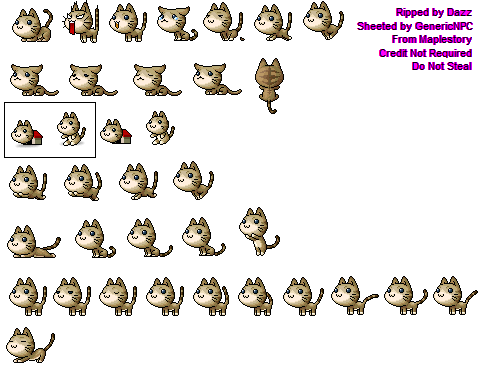 Ripped by Dazz
Sheeted by GenericNPC
From Maplestory
Credit Not Required
Do Not Steal